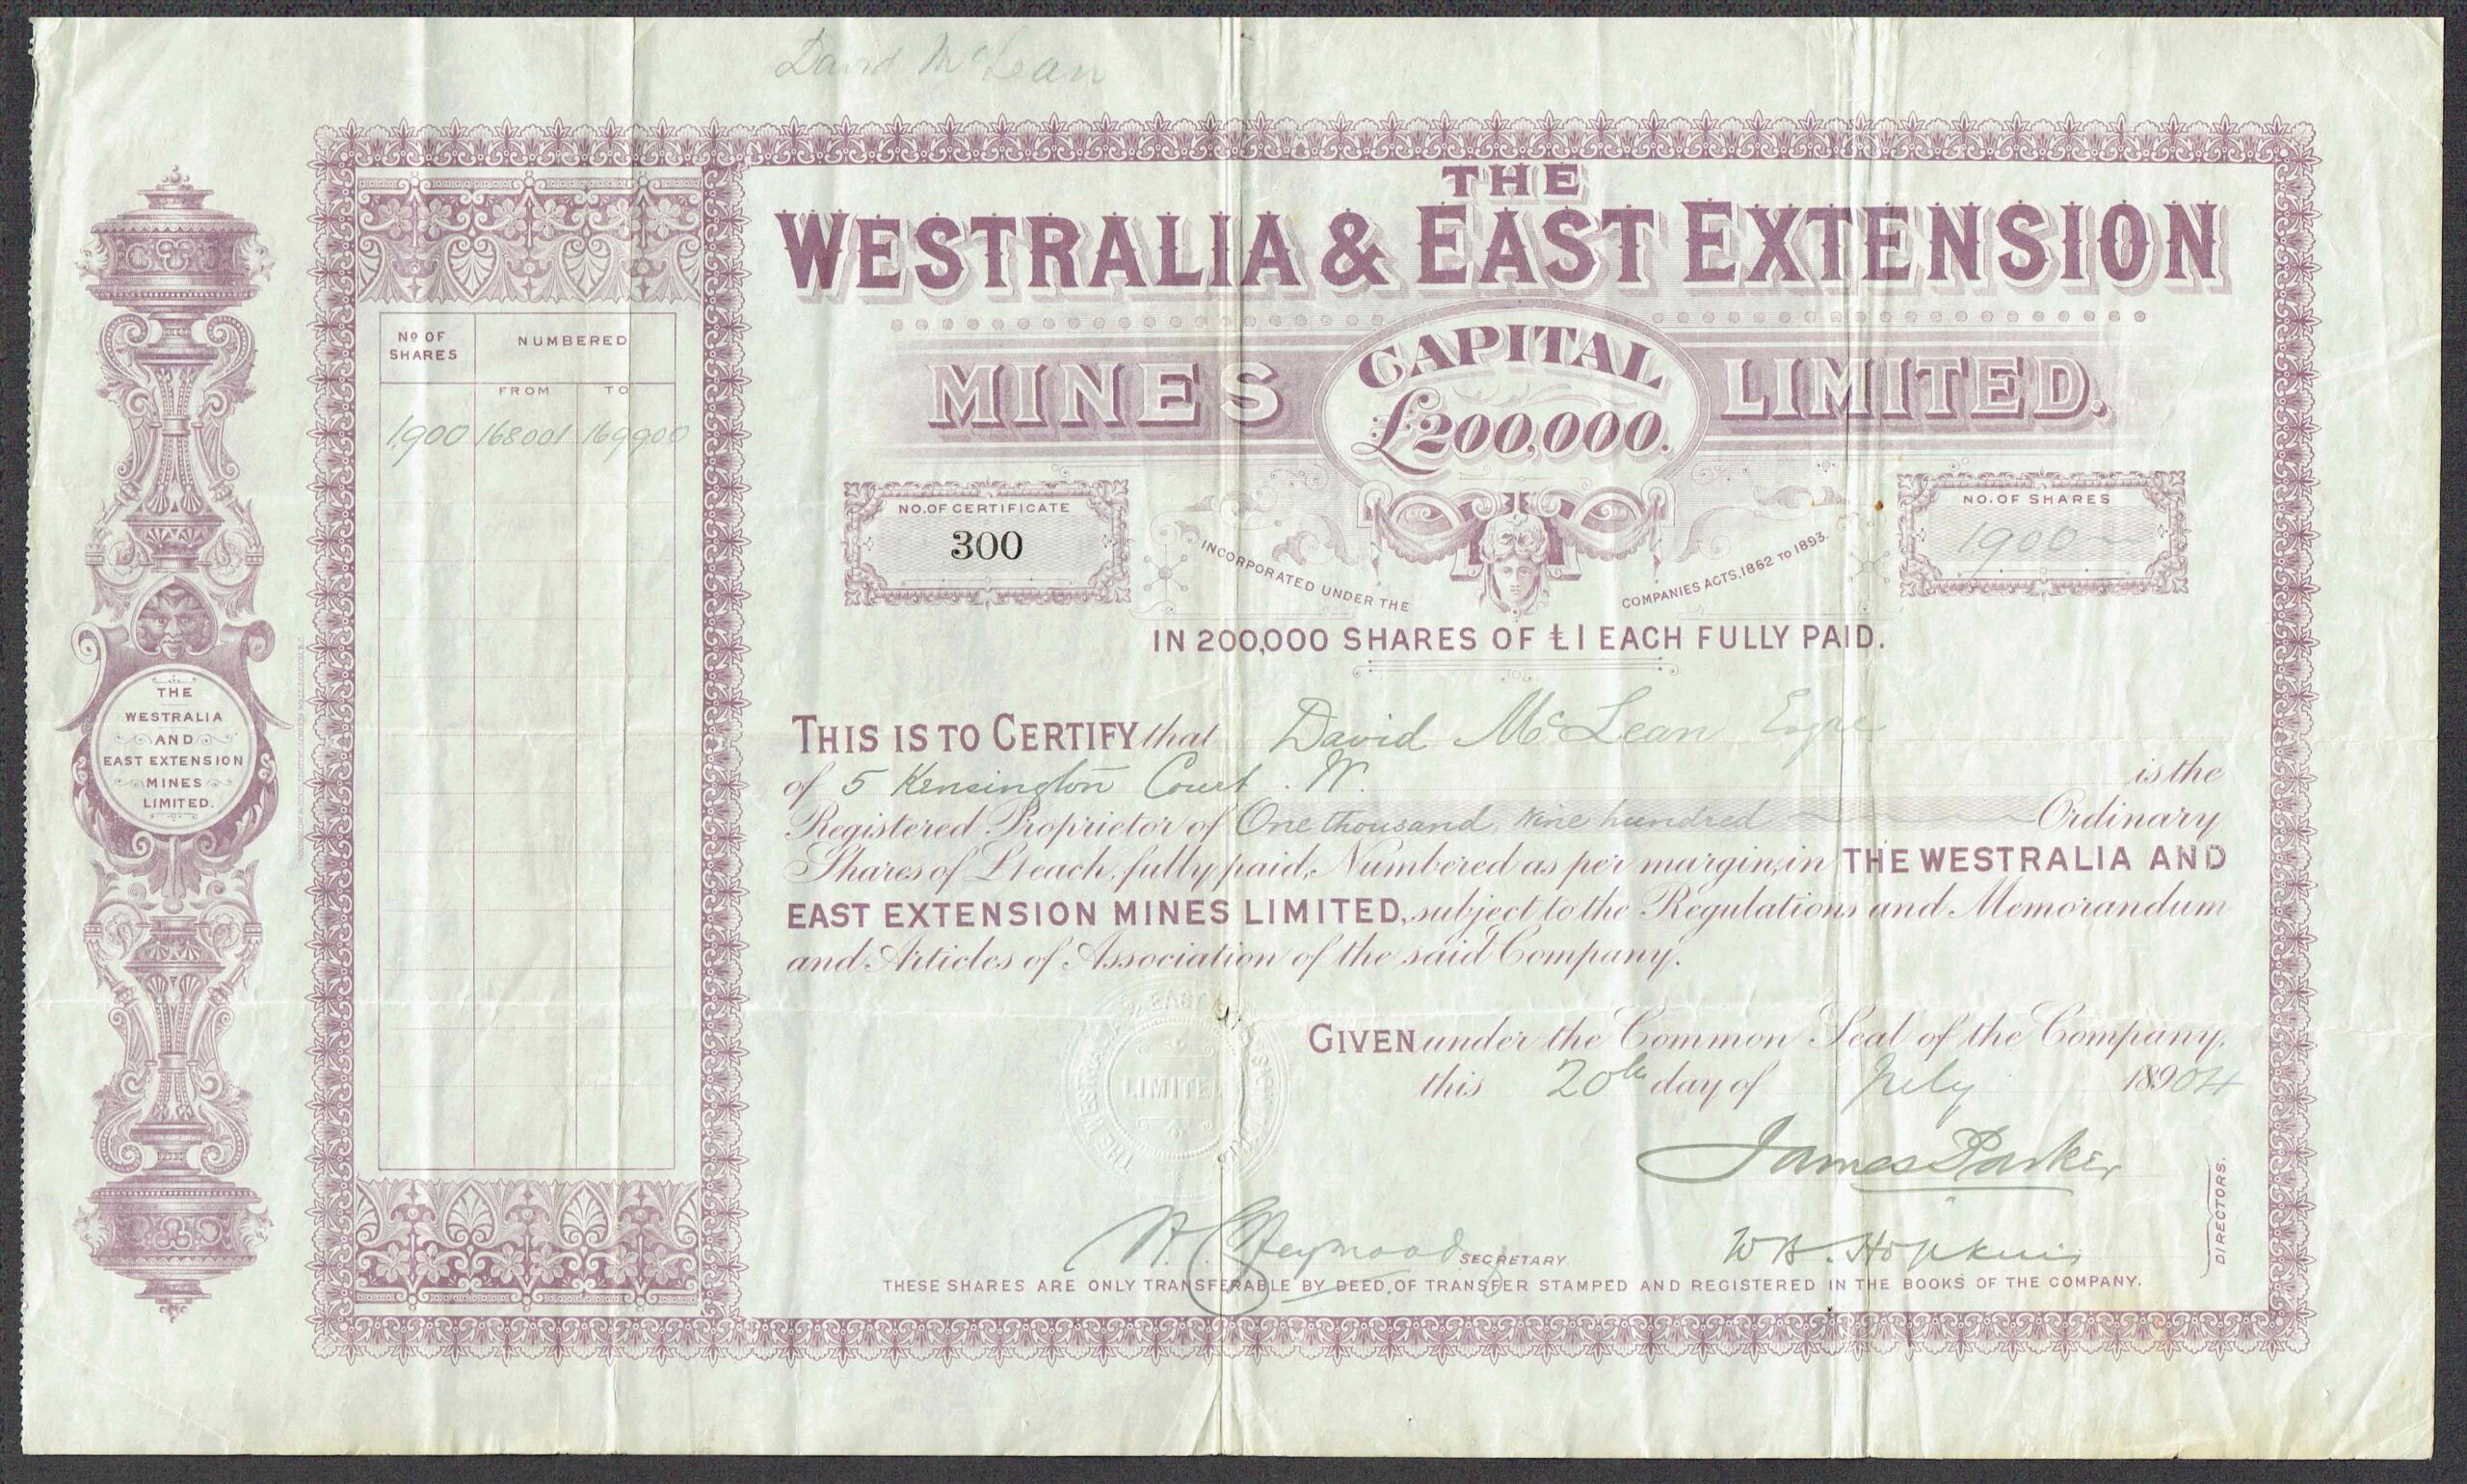 David McLean
THE
WESTRALIA & EAST EXTENSION
MINES CAPITAL £200,000. LIMITED.
No OF SHARES NUMBERED
FROM TO
1,900 168001 169900
NO. OF CERTIFICATE
300
NO. OF SHARES
1900
INCORPORATED UNDER THE COMPANIES ACTS, 1862 TO 1893.
IN 200,000 SHARES OF £1 EACH FULLY PAID.
THE
WESTRALIA
AND
EAST EXTENSION
MINES
LIMITED.
THIS IS TO CERTIFY that David McLean Esqre
of 5 Kensington Court. W. is the
Registered Proprietor of One thousand, nine hundred Ordinary
Shares of £1 each, fully paid, Numbered as per margin, in THE WESTRALIA AND
EAST EXTENSION MINES LIMITED, subject to the Regulations and Memorandum
and Articles of Association of the said Company.
GIVEN under the Common Seal of the Company,
this 20th day of July 18904
LIMITED
James Parker
W. Hopkins
DIRECTORS.
Heymood SECRETARY.
THESE SHARES ARE ONLY TRANSFERABLE BY DEED, OF TRANSFER STAMPED AND REGISTERED IN THE BOOKS OF THE COMPANY.